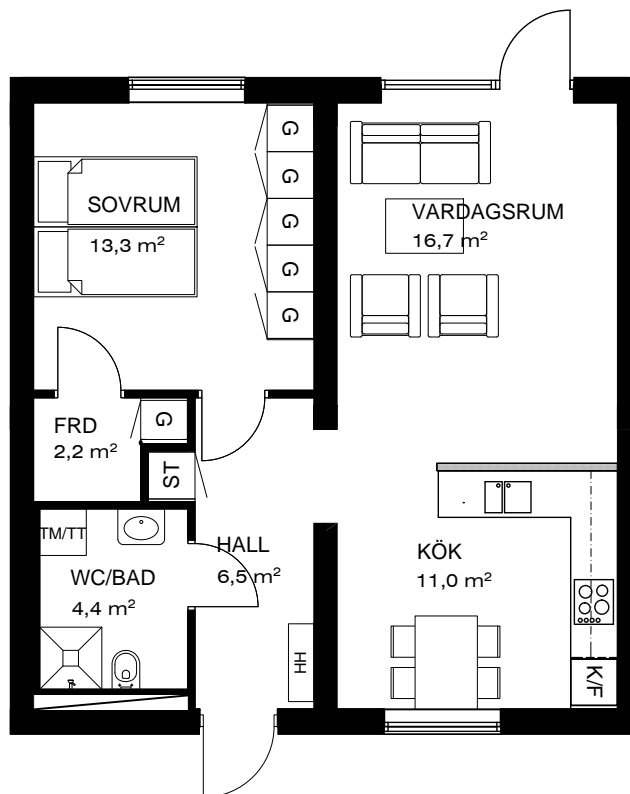 G
G
G
G
G
SOVRUM
13,3 m²
VARDAGSRUM
16,7 m²
FRD
2,2 m²
G
ST
TM/TT
WC/BAD
4,4 m²
HALL
6,5 m²
HH
KÖK
11,0 m²
K/F